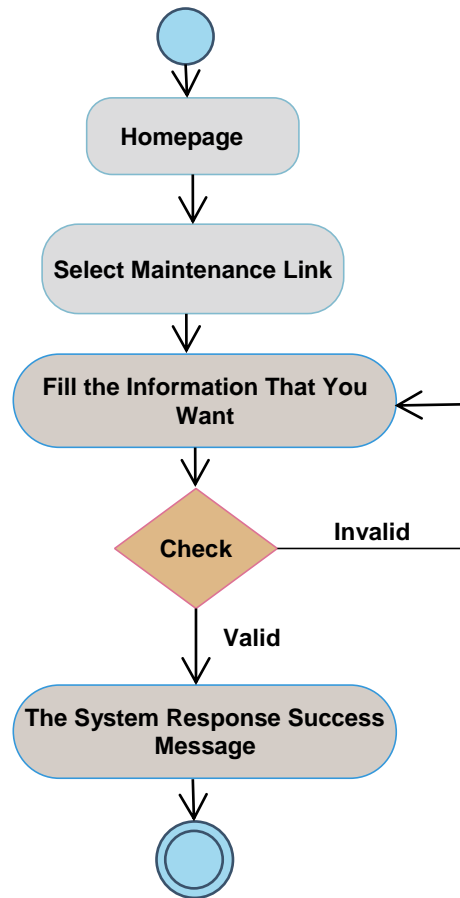 Homepage
Select Maintenance Link
Fill the Information That You
Want
Check
Invalid
Valid
The System Response Success
Message